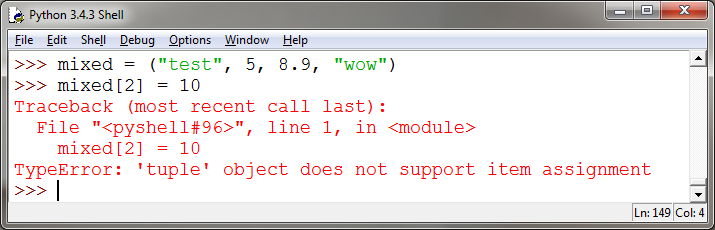 Python 3.4.3 Shell
File Edit Shell Debug Options Window Help
>>> mixed = ("test", 5, 8.9, "wow")
>>> mixed[2] = 10
Traceback (most recent call last):
  File "<pyshell#96>", line 1, in <module>
    mixed[2] = 10
TypeError: 'tuple' object does not support item assignment
>>>
Ln: 149 Col: 4